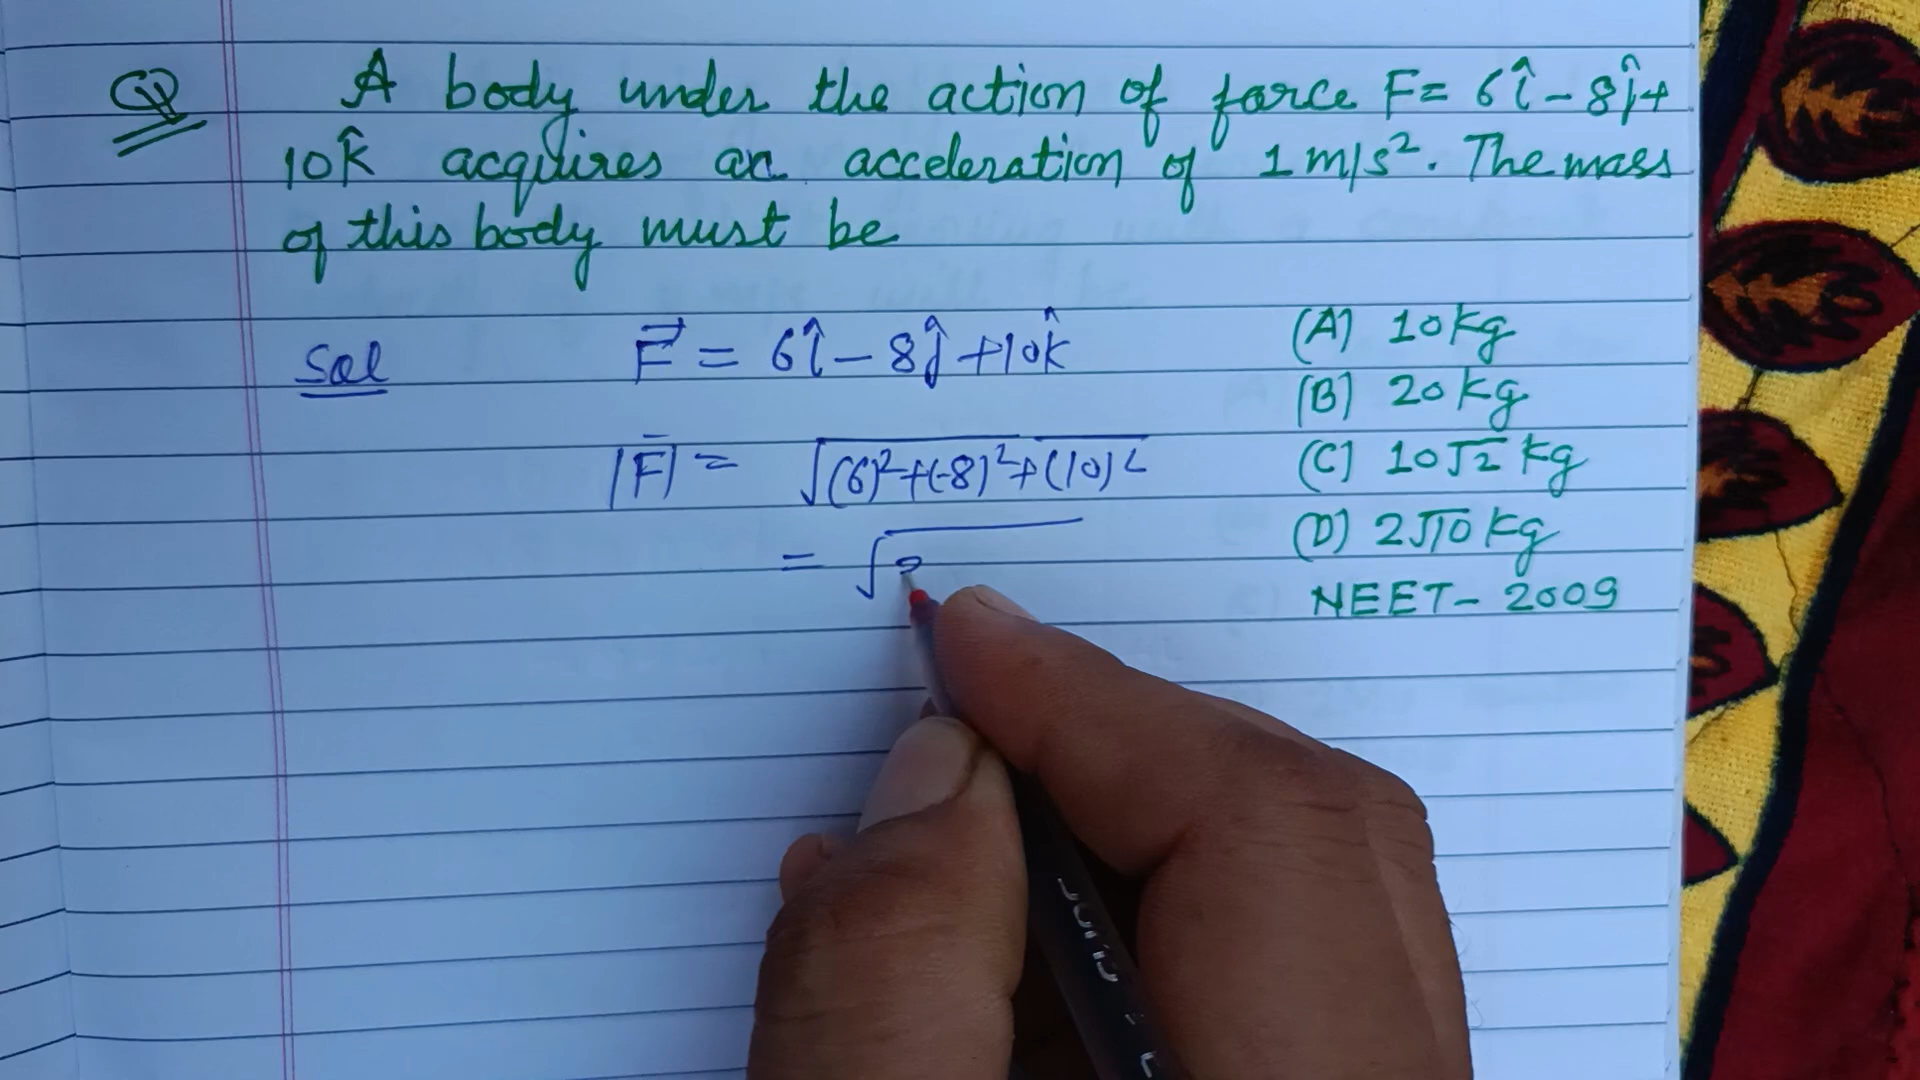 Q A body under the action of force F= 6î - 8ĵ +
10k̂ acquires an acceleration of 1 m/s². The mass
of this body must be
Sol F⃗ = 6î - 8ĵ + 10k̂
(A) 10 kg
(B) 20 kg
|F̄| = √(6)²+(-8)²+(10)²
(C) 10√2 kg
= √3
(D) 2√10 kg
NEET - 2009